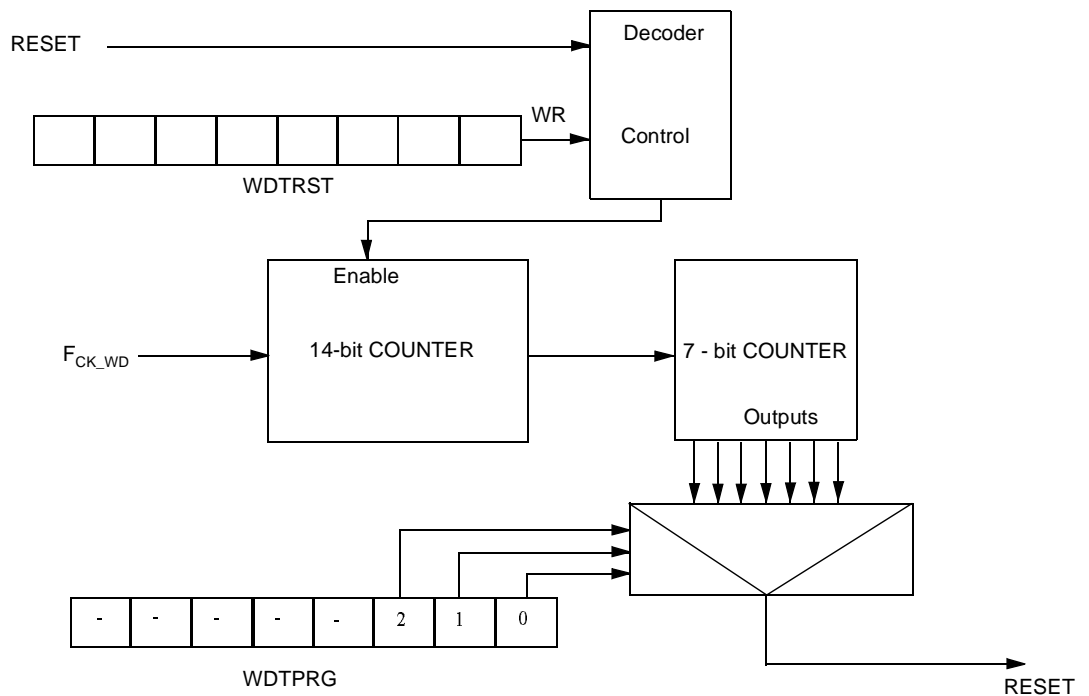 RESET
Decoder
WR
Control
WDTRST
Enable
F_CK_WD
14-bit COUNTER
7 - bit COUNTER
Outputs
- - - - - 2 1 0
WDTPRG
RESET